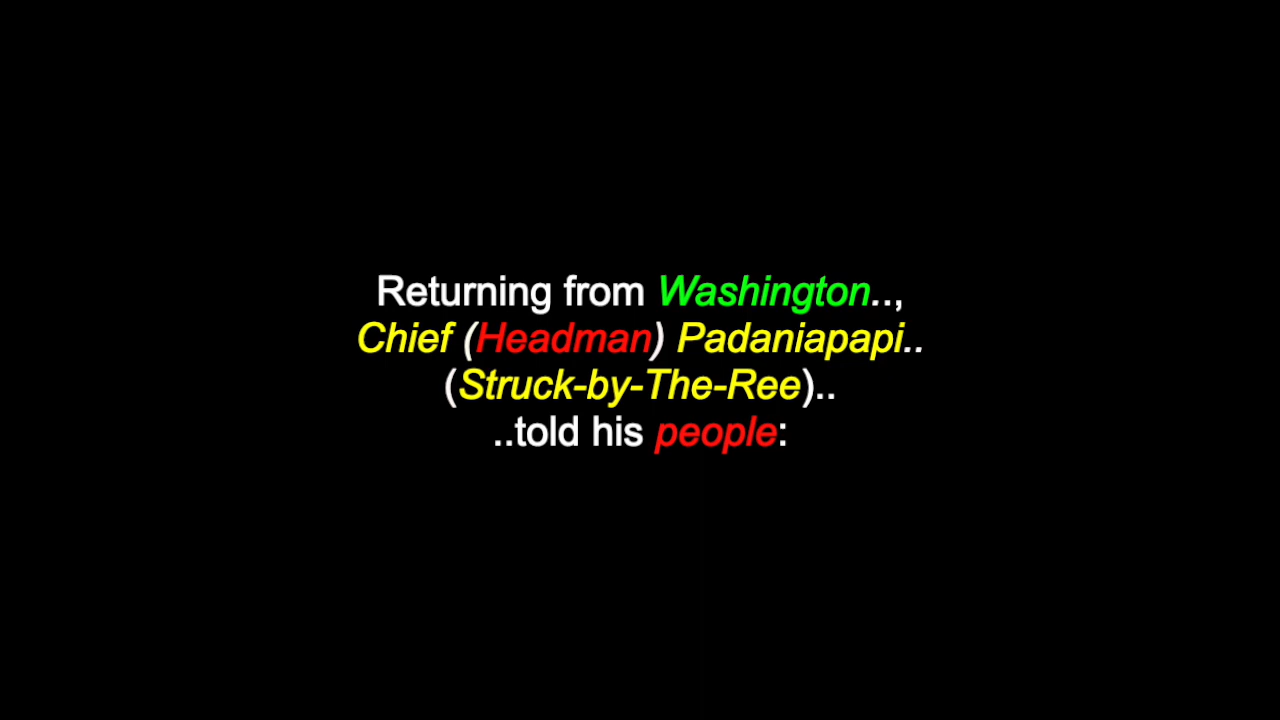 Returning from Washington..,
Chief (Headman) Padaniapapi..
(Struck-by-The-Ree)..
..told his people: